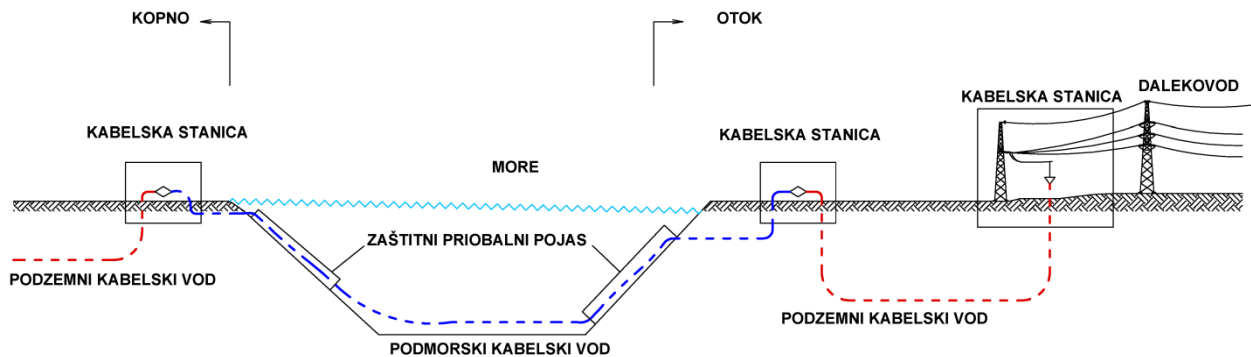 KOPNO
OTOK
KABELSKA STANICA
DALEKOVOD
KABELSKA STANICA
KABELSKA STANICA
MORE
ZAŠTITNI PRIOBALNI POJAS
PODZEMNI KABELSKI VOD
PODZEMNI KABELSKI VOD
PODMORSKI KABELSKI VOD